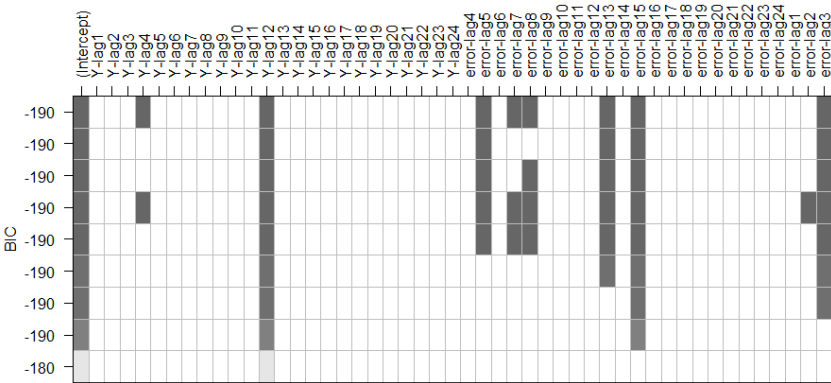 (Intercept)
Y-lag1
Y-lag2
Y-lag3
Y-lag4
Y-lag5
Y-lag6
Y-lag7
Y-lag8
Y-lag9
Y-lag10
Y-lag11
Y-lag12
Y-lag13
Y-lag14
Y-lag15
Y-lag16
Y-lag17
Y-lag18
Y-lag19
Y-lag20
Y-lag21
Y-lag22
Y-lag23
Y-lag24
error-lag4
error-lag5
error-lag6
error-lag7
error-lag8
error-lag9
error-lag10
error-lag11
error-lag12
error-lag13
error-lag14
error-lag15
error-lag16
error-lag17
error-lag18
error-lag19
error-lag20
error-lag21
error-lag22
error-lag23
error-lag24
error-lag1
error-lag2
error-lag3
BIC
-190
-190
-190
-190
-190
-190
-190
-190
-180